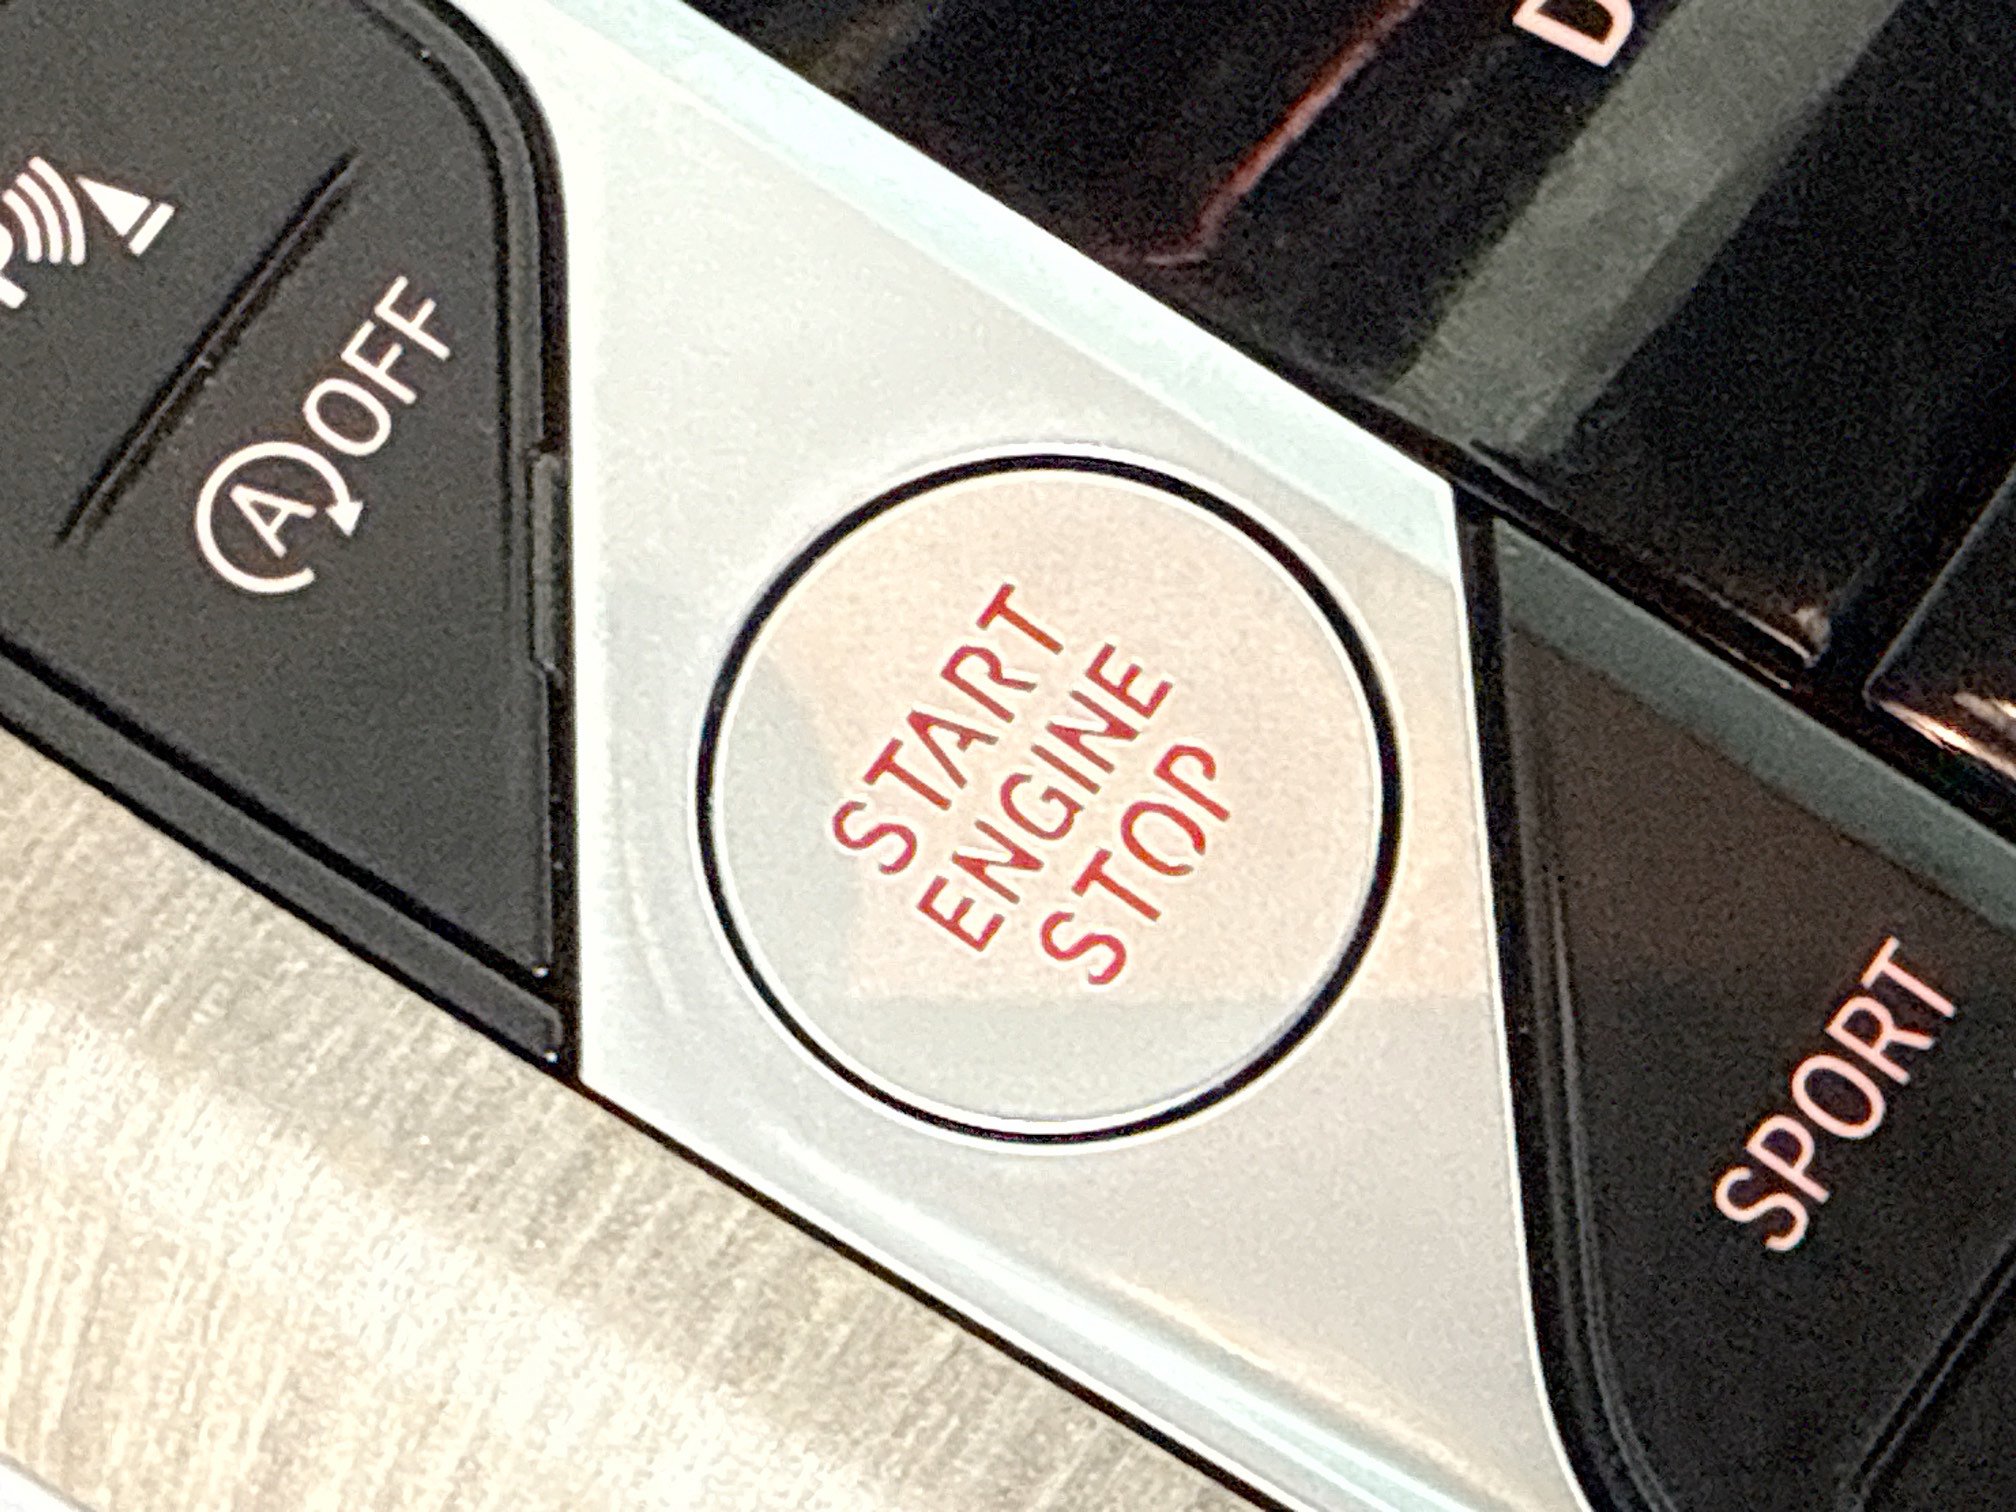 P
A OFF
START
ENGINE
STOP
SPORT
D